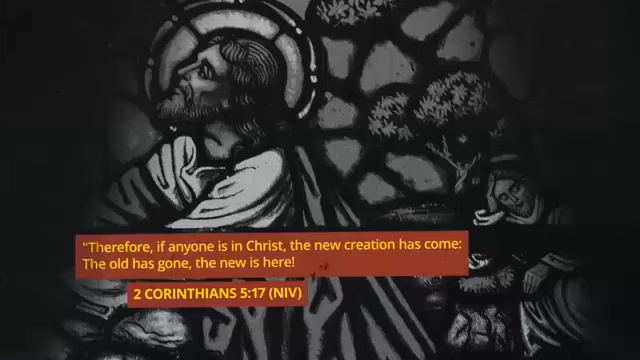 "Therefore, if anyone is in Christ, the new creation has come:
The old has gone, the new is here!
2 CORINTHIANS 5:17 (NIV)